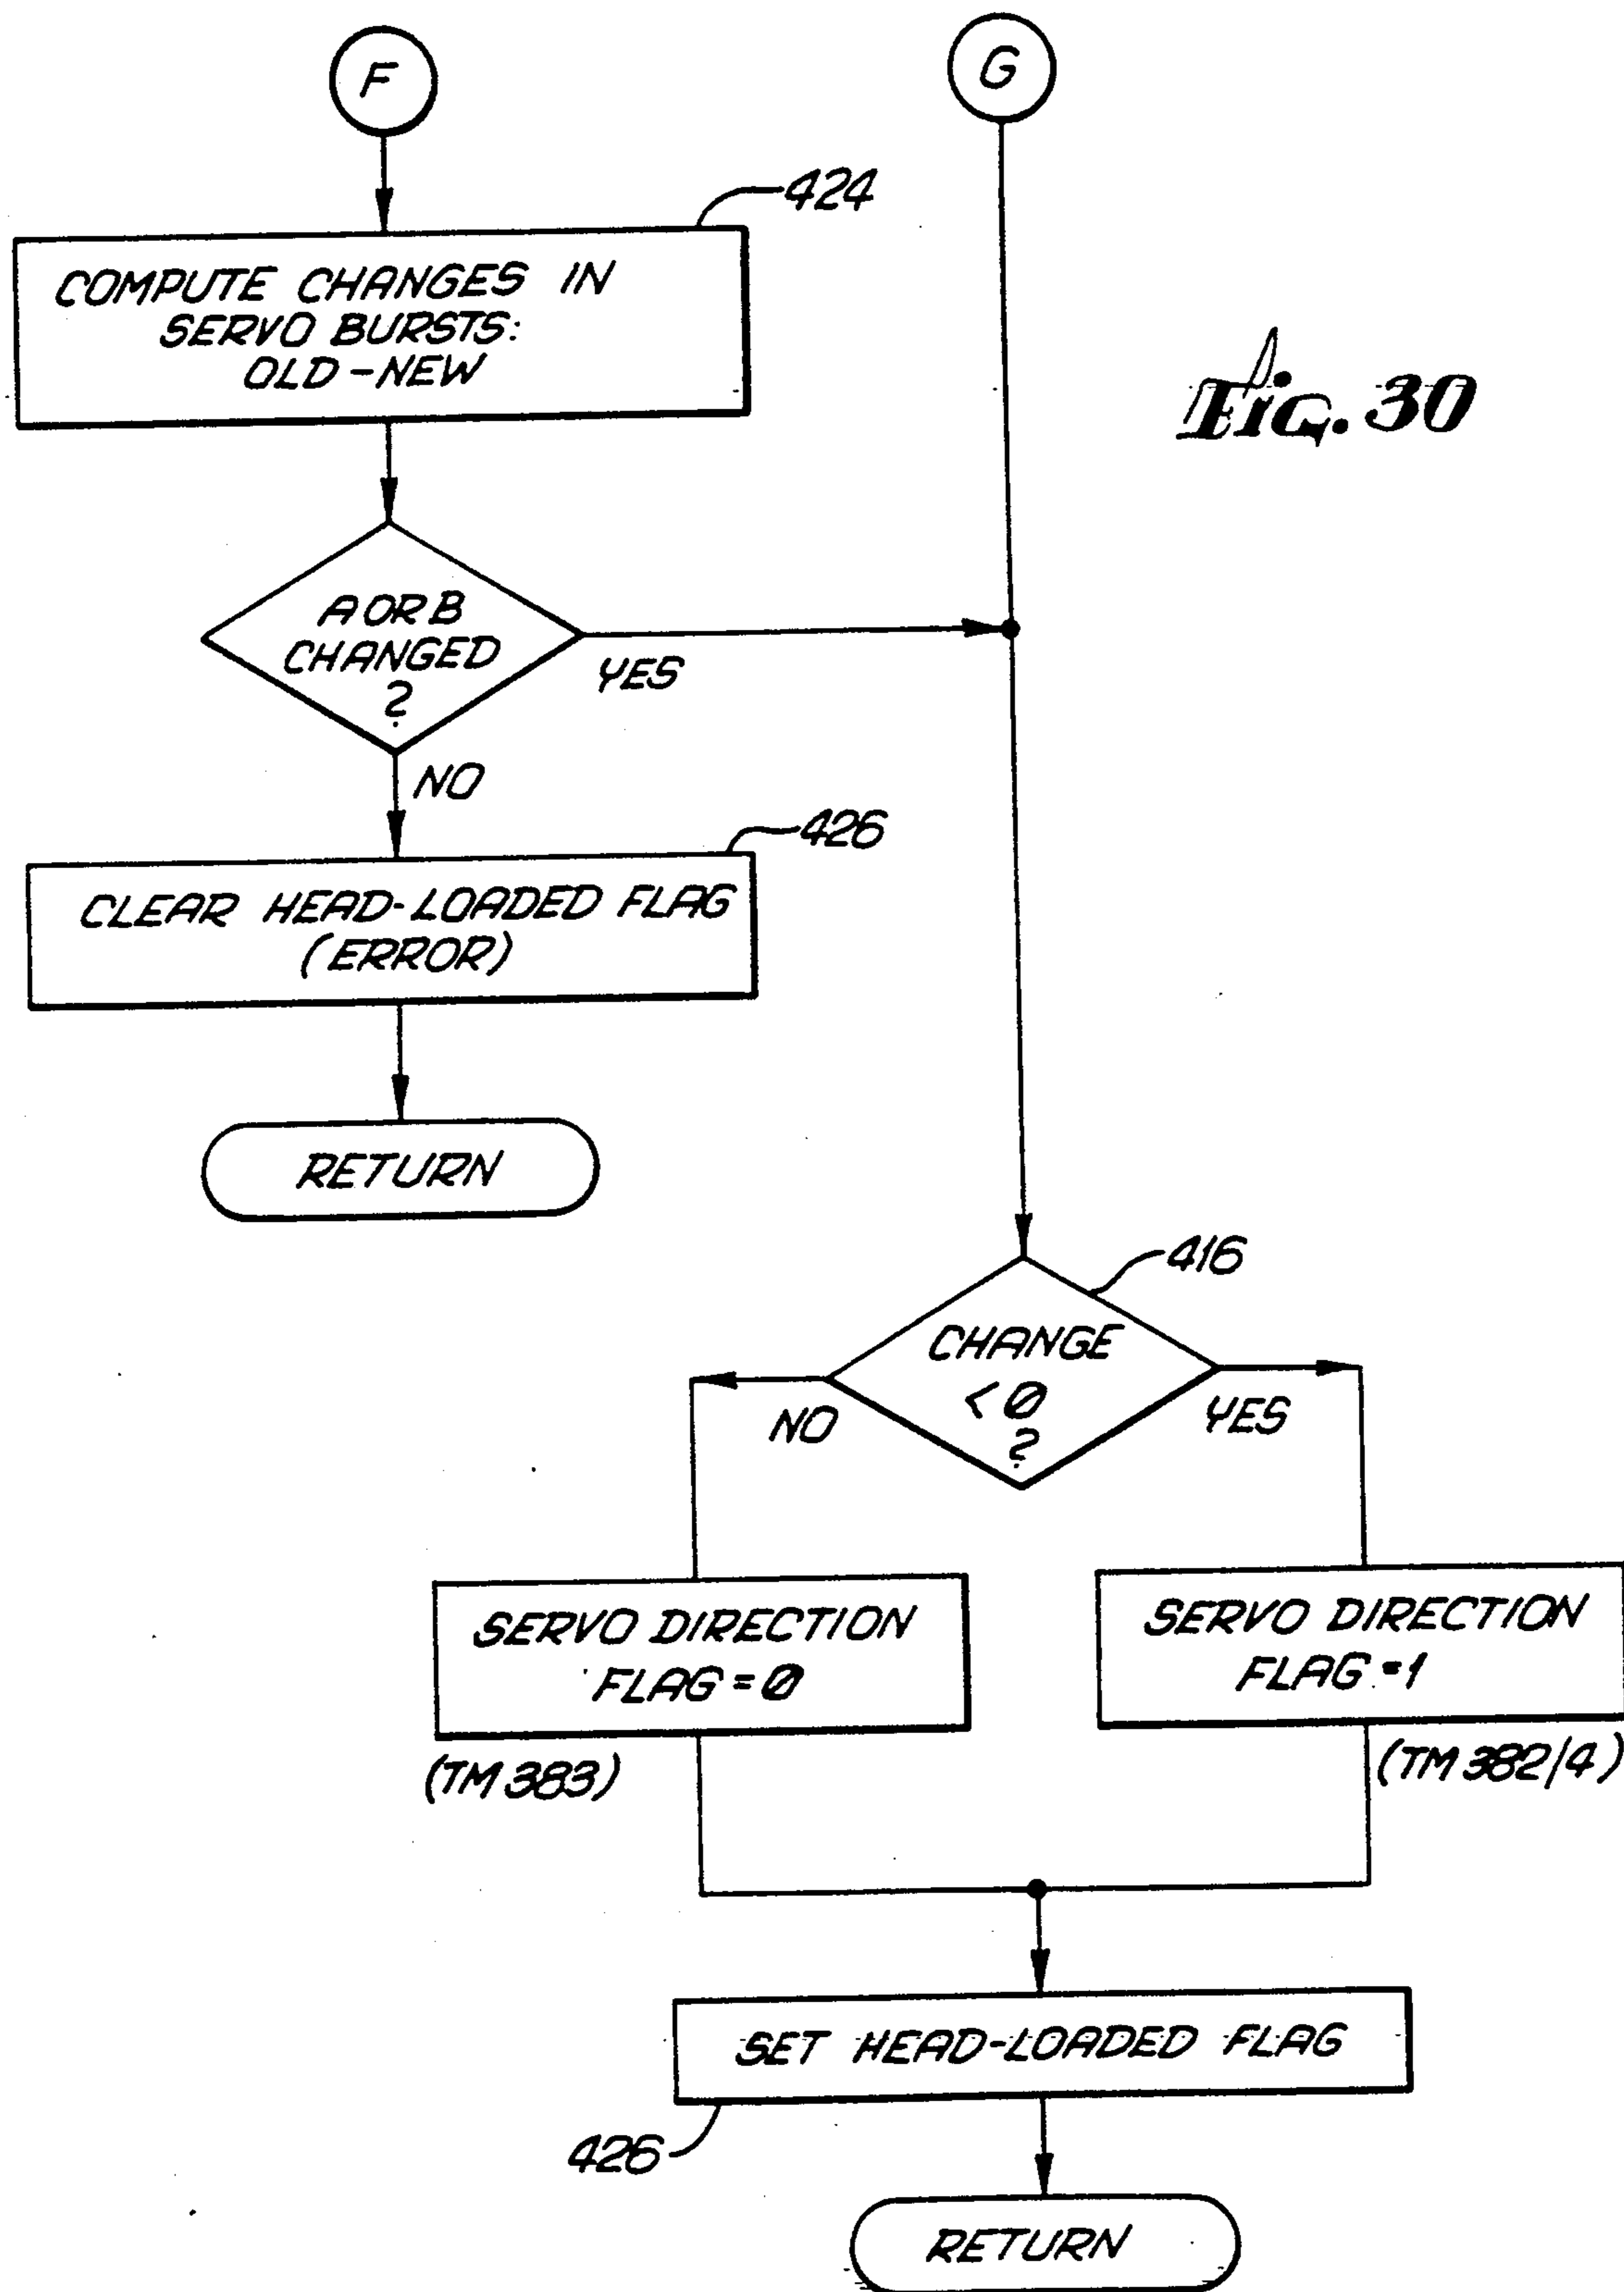 F
G
424
COMPUTE CHANGES IN
SERVO BURSTS:
OLD-NEW
Fig. 30
A OR B
CHANGED
?
YES
NO
426
CLEAR HEAD-LOADED FLAG
(ERROR)
RETURN
416
CHANGE
<0
?
NO
YES
SERVO DIRECTION
FLAG=0
SERVO DIRECTION
FLAG=1
(TM 383)
(TM 382/4)
SET HEAD-LOADED FLAG
426
RETURN